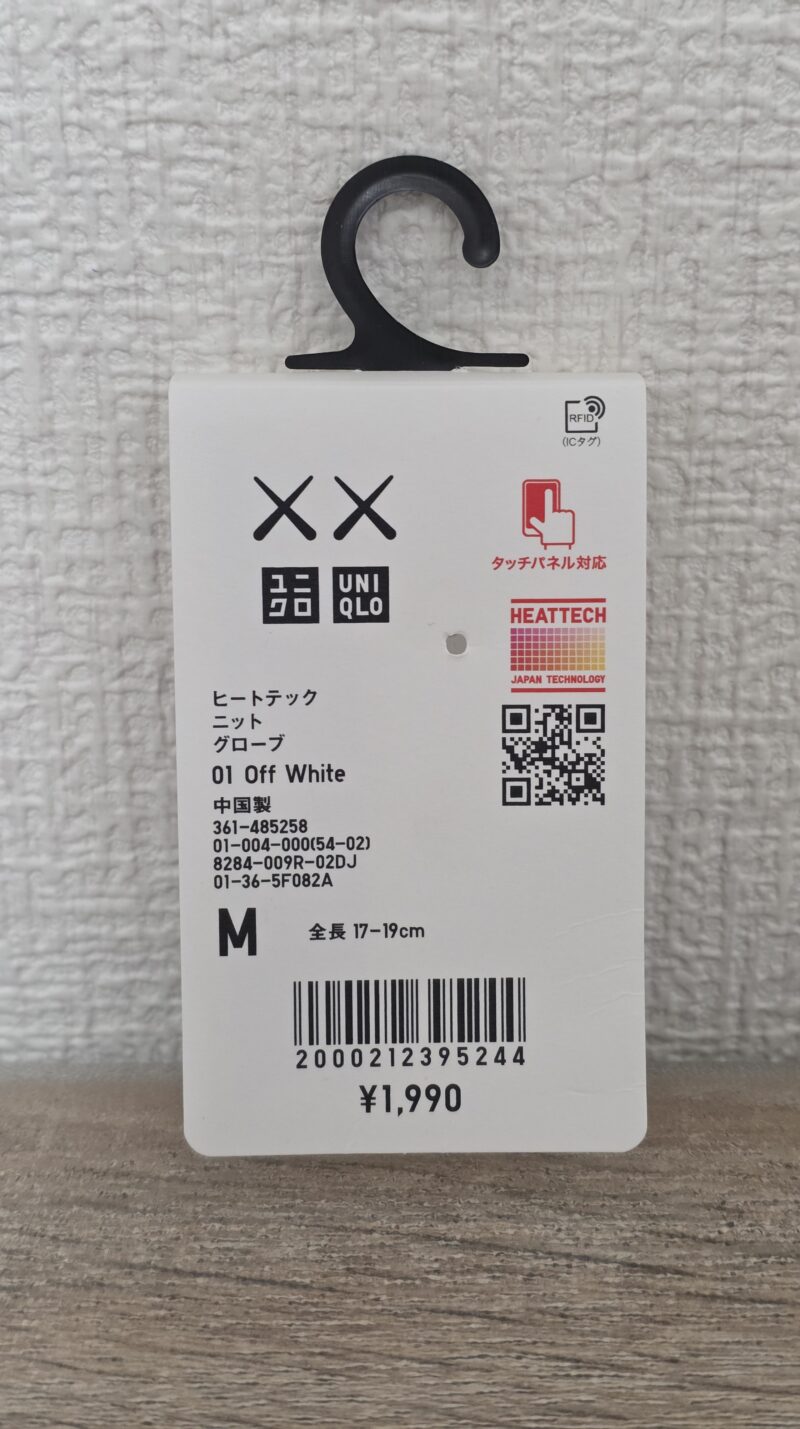 RFID
(ICタグ)
XX
タッチパネル対応
ユニ
クロ
UNI
QLO
HEATTECH
JAPAN TECHNOLOGY
ヒートテック
ニット
グローブ
01 Off White
中国製
361-485258
01-004-000(54-02)
8284-009R-02DJ
01-36-5F082A
M
全長 17-19cm
2000212395244
¥1,990